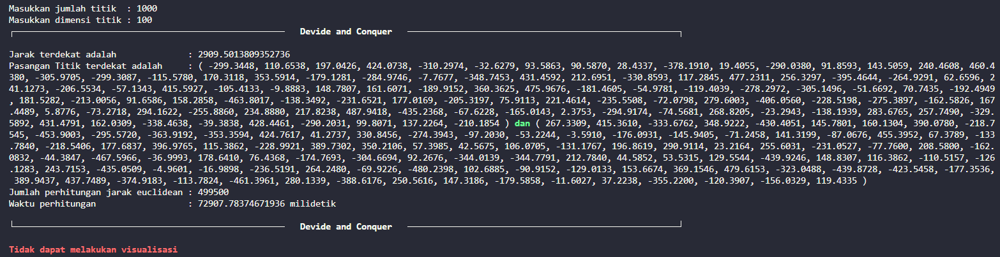 Masukkan jumlah titik  : 1000
Masukkan dimensi titik : 100
Devide and Conquer
Jarak terdekat adalah              : 2909.5013809352736
Pasangan Titik terdekat adalah     : ( -299.3448, 110.6538, 197.0426, 424.0738, -310.2974, -32.6279, 93.5863, 90.5870, 28.4337, -378.1910, 19.4055, -290.0380, 91.8593, 143.5059, 240.4608, 460.4
380, -305.9705, -299.3087, -115.5780, 170.3118, 353.5914, -179.1281, -284.9746, -7.7677, -348.7453, 431.4592, 212.6951, -330.8593, 117.2845, 477.2311, 256.3297, -395.4644, -264.9291, 62.6596, 2
41.1273, -206.5534, -57.1343, 415.5927, -105.4133, -9.8883, 148.7807, 161.6071, -189.9152, 360.3625, 475.9676, -181.4605, -54.9781, -119.4039, -278.2972, -305.1496, -51.6692, 70.7435, -192.4949
, 181.5282, -213.0056, 91.6586, 158.2858, -463.8017, -138.3492, -231.6521, 177.0169, -205.3197, 75.9113, 221.4614, -235.5508, -72.0798, 279.6003, -406.0560, -228.5198, -275.3897, -162.5826, 167
.4489, 5.8776, -73.2718, 294.1622, -255.8860, 234.8880, 217.8238, 487.9418, -435.2368, -67.6228, -165.0143, 2.3753, -294.9174, -74.5681, 268.8205, -23.2943, -138.1939, 283.6765, 257.7490, -329.
5892, 431.4791, 162.0309, -338.4638, -39.3838, 428.4461, -290.2031, 99.8071, 137.2264, -210.1854 ) dan ( 267.3309, 415.3610, -333.6762, 348.9222, -430.4051, 145.7801, 160.1304, 390.0780, -218.7
545, -453.9003, -295.5720, -363.9192, -353.3594, 424.7617, 41.2737, 330.8456, -274.3943, -97.2030, -53.2244, -3.5910, -176.0931, -145.9405, -71.2458, 141.3199, -87.0676, 455.3952, 67.3789, -133
.7840, -218.5406, 177.6837, 396.9765, 115.3862, -228.9921, 389.7302, 350.2106, 57.3985, 42.5675, 106.0705, -131.1767, 196.8619, 290.9114, 23.2164, 255.6031, -231.0527, -77.7600, 208.5800, -162.
0832, -44.3847, -467.5966, -36.9993, 178.6410, 76.4368, -174.7693, -304.6694, 92.2676, -344.0139, -344.7791, 212.7840, 44.5852, 53.5315, 129.5544, -439.9246, 148.8307, 116.3862, -110.5157, -126
.1283, 243.7153, -435.0509, -4.9601, -16.9898, -236.5191, 264.2480, -69.9226, -480.2398, 102.6885, -90.9152, -129.0133, 153.6674, 369.1546, 479.6153, -323.0488, -439.8728, -423.5458, -177.3536,
 389.9437, 437.7489, -374.9183, -113.7824, -461.3961, 280.1339, -388.6176, 250.5616, 147.3186, -179.5858, -11.6027, 37.2238, -355.2200, -120.3907, -156.0329, 119.4335 )
Jumlah perhitungan jarak euclidean : 499500
Waktu perhitungan                  : 72907.78374671936 milidetik
Devide and Conquer
Tidak dapat melakukan visualisasi